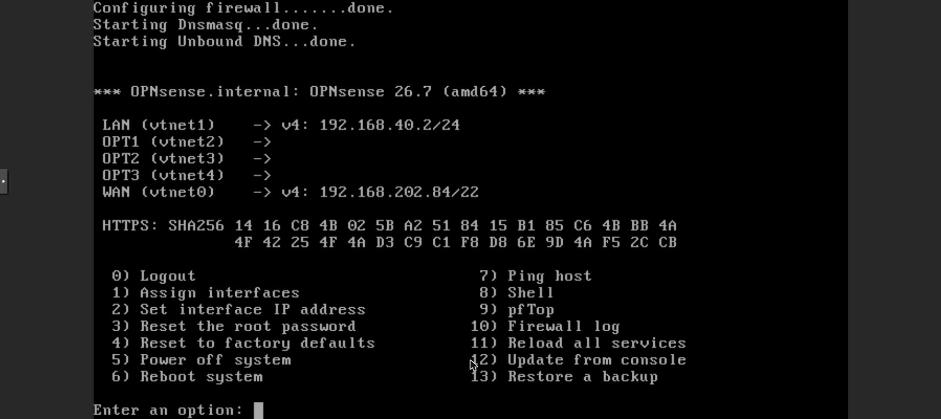 Configuring firewall.......done.
Starting Dnsmasq...done.
Starting Unbound DNS...done.
*** OPNsense.internal: OPNsense 26.7 (amd64) ***
LAN (vtnet1)    -> v4: 192.168.40.2/24
OPT1 (vtnet2)   ->
OPT2 (vtnet3)   ->
OPT3 (vtnet4)   ->
WAN (vtnet0)    -> v4: 192.168.202.84/22
HTTPS: SHA256 14 16 C8 4B 02 5B A2 51 84 15 B1 85 C6 4B BB 4A
4F 42 25 4F 4A D3 C9 C1 F8 D8 6E 9D 4A F5 2C CB
0) Logout                              7) Ping host
1) Assign interfaces                   8) Shell
2) Set interface IP address            9) pfTop
3) Reset the root password            10) Firewall log
4) Reset to factory defaults          11) Reload all services
5) Power off system                   12) Update from console
6) Reboot system                      13) Restore a backup
Enter an option: